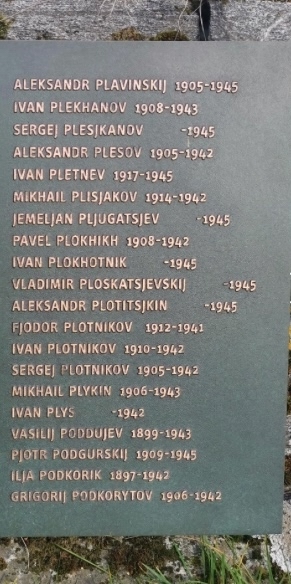 ALEKSANDR PLAVINSKIJ 1905-1945
IVAN PLEKHANOV 1908-1943
SERGEJ PLESJKANOV -1945
ALEKSANDR PLESOV 1905-1942
IVAN PLETNEV 1917-1945
MIKHAIL PLISJAKOV 1914-1942
JEMELJAN PLJUGATSJEV -1945
PAVEL PLOKHIKH 1908-1942
IVAN PLOKHOTNIK -1945
VLADIMIR PLOSKATSJEVSKIJ -1945
ALEKSANDR PLOTITSJKIN -1945
FJODOR PLOTNIKOV 1912-1941
IVAN PLOTNIKOV 1910-1942
SERGEJ PLOTNIKOV 1905-1942
MIKHAIL PLYKIN 1906-1943
IVAN PLYS -1942
VASILIJ PODDUJEV 1899-1943
PJOTR PODGURSKIJ 1909-1945
ILJA PODKORIK 1897-1942
GRIGORIJ PODKORYTOV 1906-1942